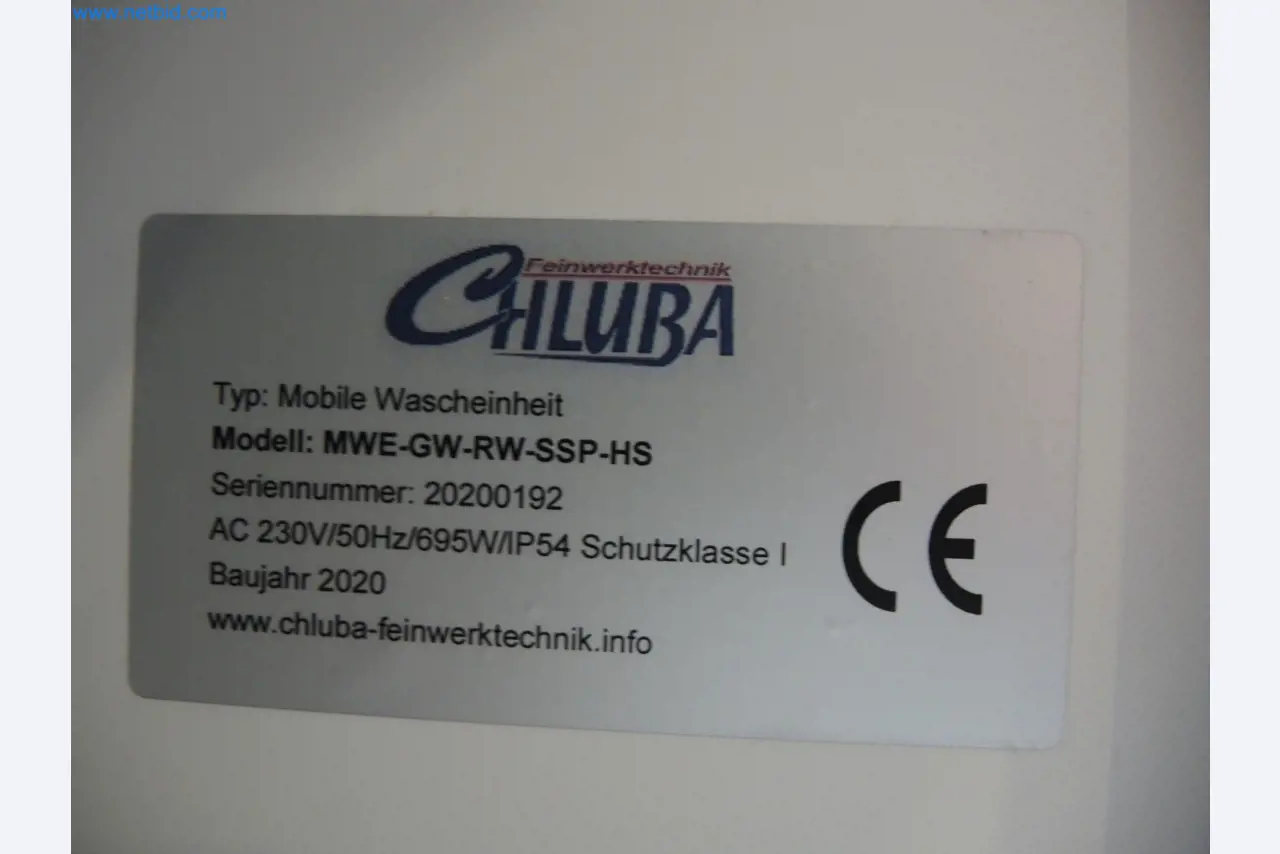 www.netbid.com
Feinwerktechnik
CHLUBA
Typ: Mobile Wascheinheit
Modell: MWE-GW-RW-SSP-HS
Seriennummer: 20200192
AC 230V/50Hz/695W/IP54 Schutzklasse I
Baujahr 2020
www.chluba-feinwerktechnik.info
CE